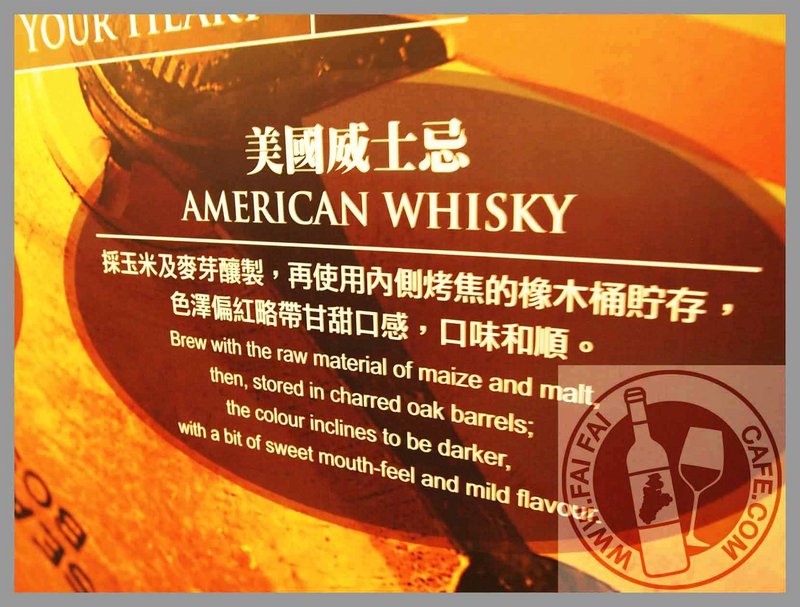 YOUR HEART
美國威士忌
AMERICAN WHISKY
採玉米及麥芽釀製，再使用內側烤焦的橡木桶貯存，
色澤偏紅略帶甘甜口感，口味和順。
Brew with the raw material of maize and malt,
then, stored in charred oak barrels;
the colour inclines to be darker,
with a bit of sweet mouth-feel and mild flavour.
WWW.FAI FAI CAFE.COM